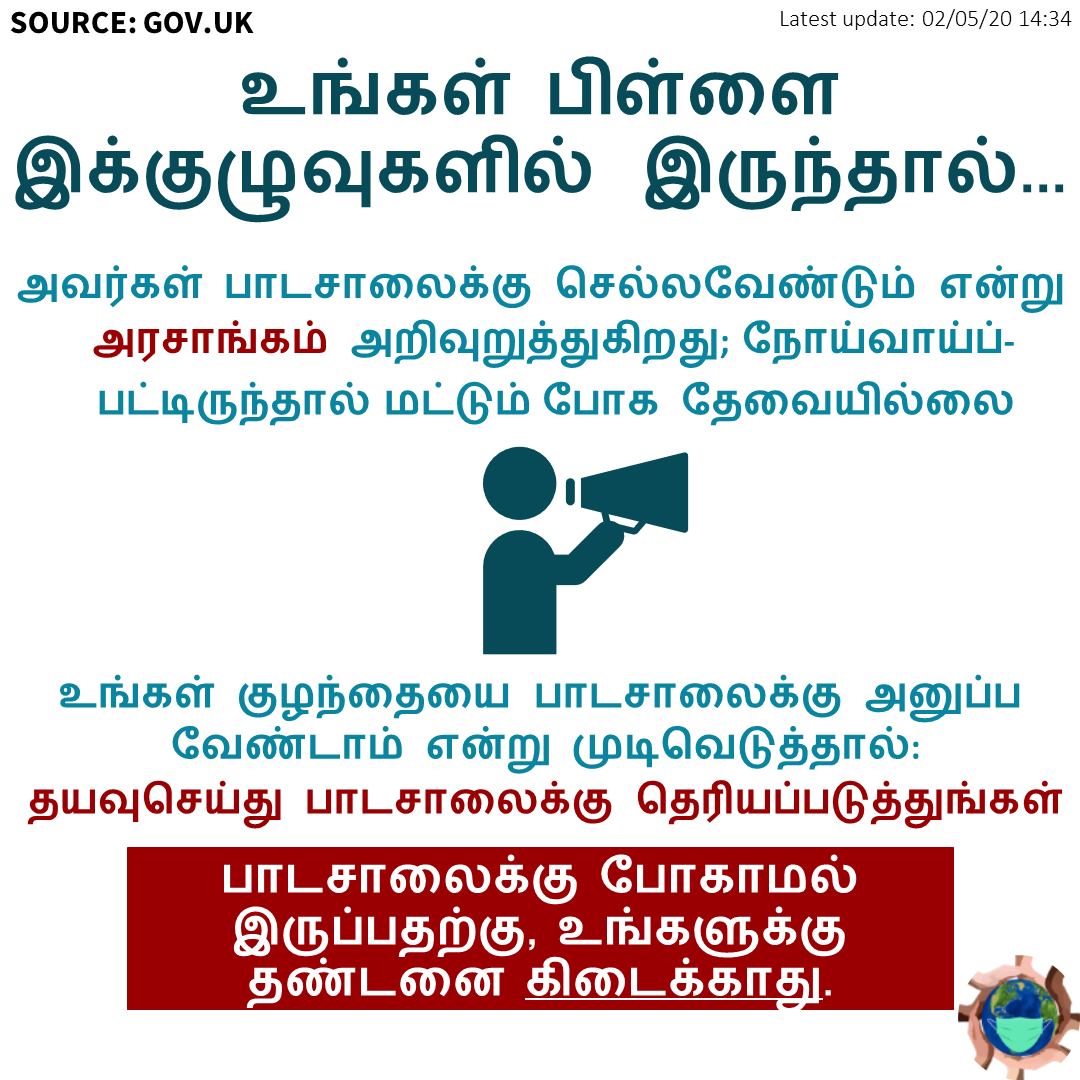 SOURCE: GOV.UK
Latest update: 02/05/20 14:34
உங்கள் பிள்ளை
இக்குழுவுகளில் இருந்தால்...
அவர்கள் பாடசாலைக்கு செல்லவேண்டும் என்று
அரசாங்கம் அறிவுறுத்துகிறது; நோய்வாய்ப்-
பட்டிருந்தால் மட்டும் போக தேவையில்லை
உங்கள் குழந்தையை பாடசாலைக்கு அனுப்ப
வேண்டாம் என்று முடிவெடுத்தால்:
தயவுசெய்து பாடசாலைக்கு தெரியப்படுத்துங்கள்
பாடசாலைக்கு போகாமல்
இருப்பதற்கு, உங்களுக்கு
தண்டனை கிடைக்காது.